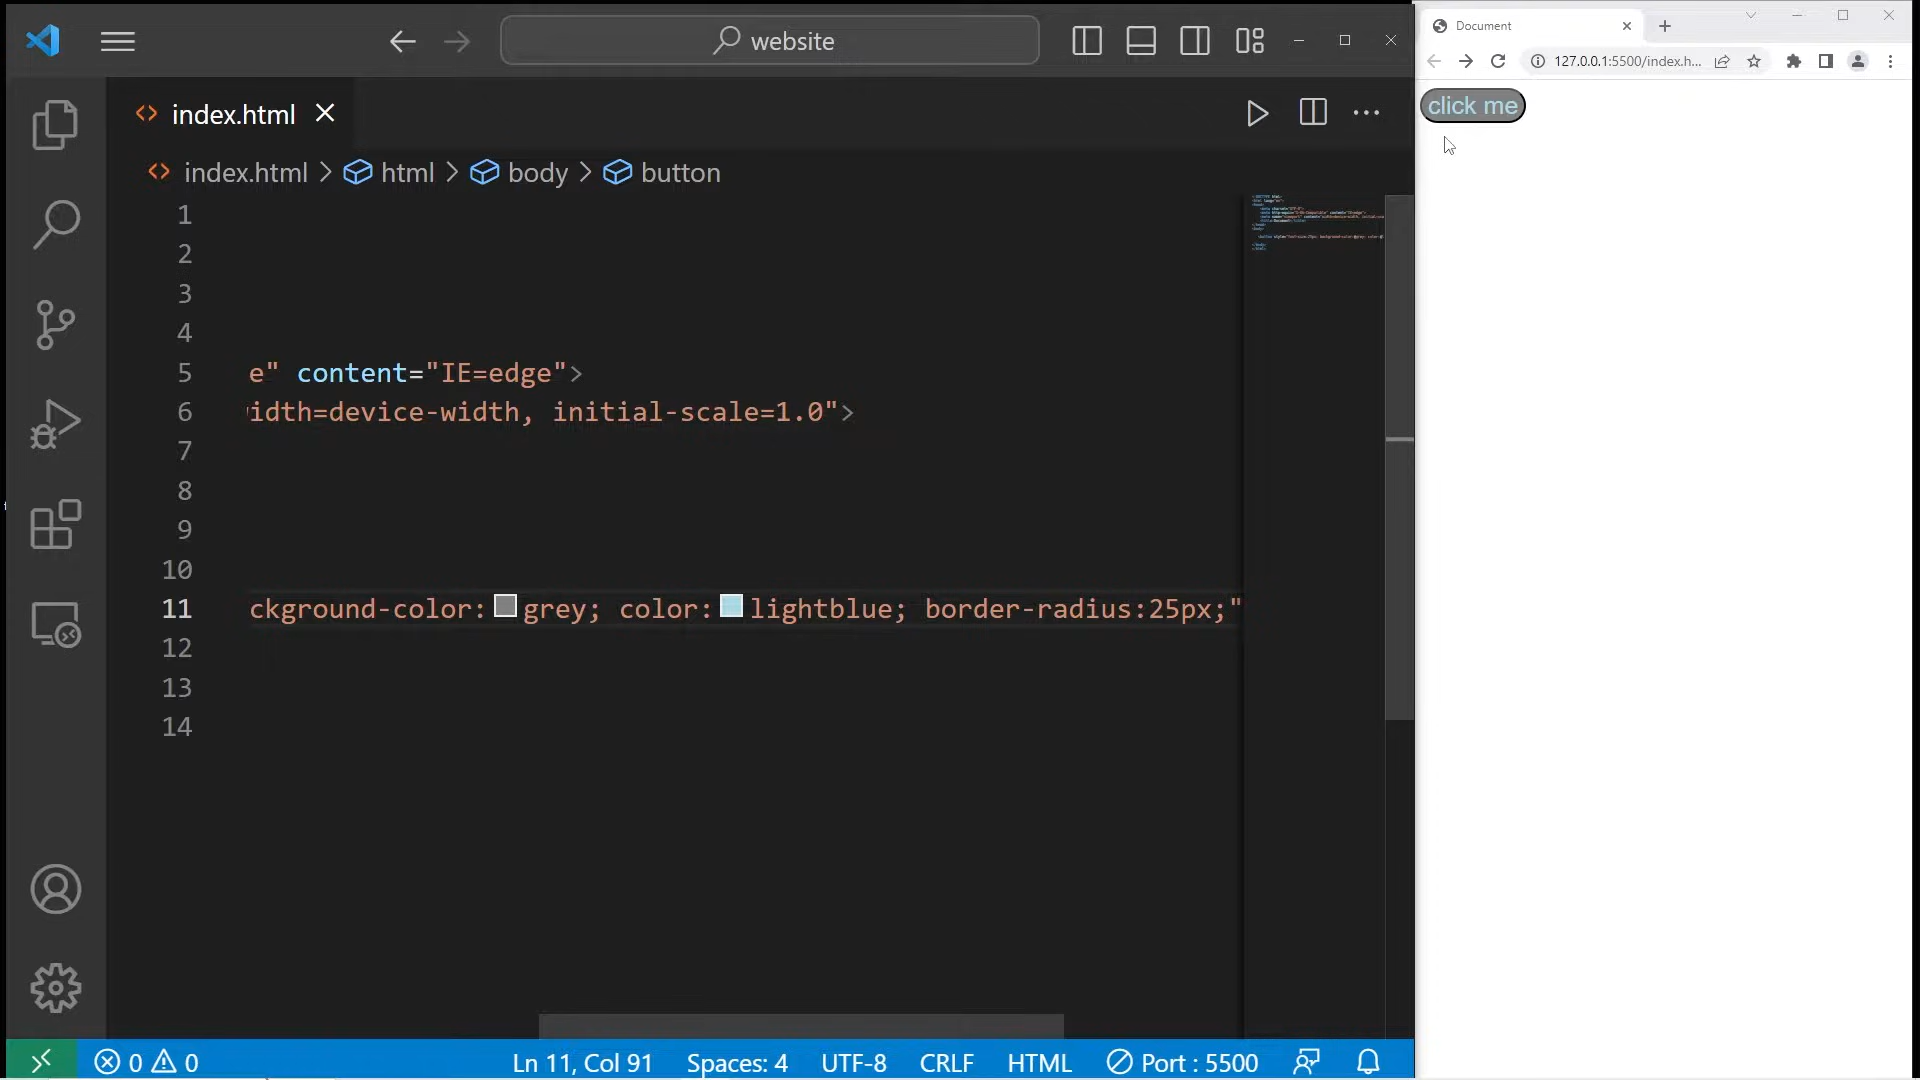 website
index.html
index.html > html > body > button
1
2
3
4
5 e" content="IE=edge">
6 idth=device-width, initial-scale=1.0">
7
8
9
10
11 ckground-color: grey; color: lightblue; border-radius:25px;"
12
13
14
0 0 Ln 11, Col 91 Spaces: 4 UTF-8 CRLF HTML Port : 5500
Document
127.0.0.1:5500/index.h...
click me